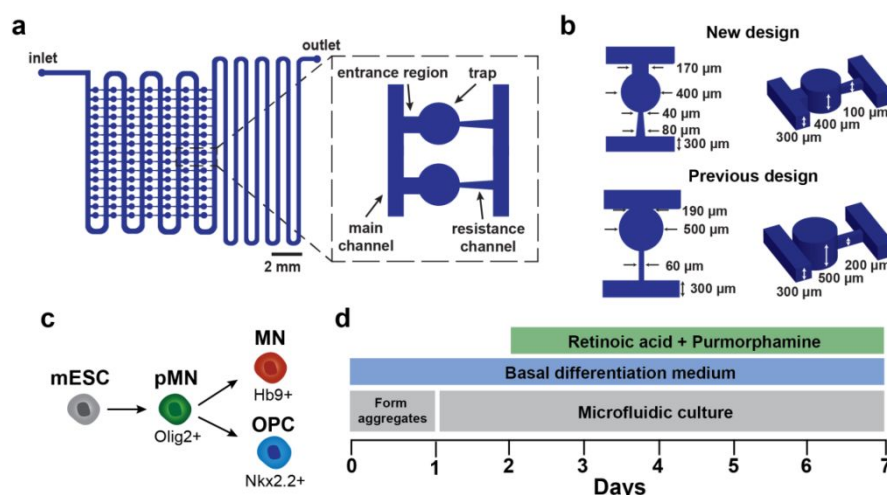 a
inlet
outlet
entrance region
trap
main
channel
resistance
channel
2 mm
b
New design
170 µm
400 µm
40 µm
80 µm
300 µm
300 µm
400 µm
100 µm
Previous design
190 µm
500 µm
60 µm
300 µm
300 µm
500 µm
200 µm
c
mESC
pMN
Olig2+
MN
Hb9+
OPC
Nkx2.2+
d
Retinoic acid + Purmorphamine
Basal differentiation medium
Form
aggregates
Microfluidic culture
0 1 2 3 4 5 6 7
Days